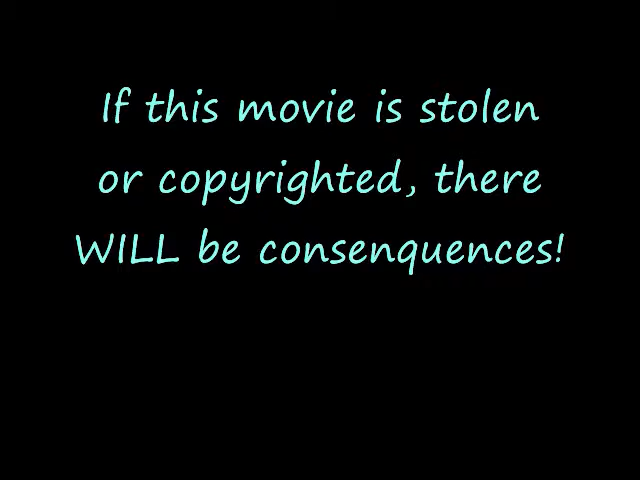 If this movie is stolen
or copyrighted, there
WILL be consenquences!